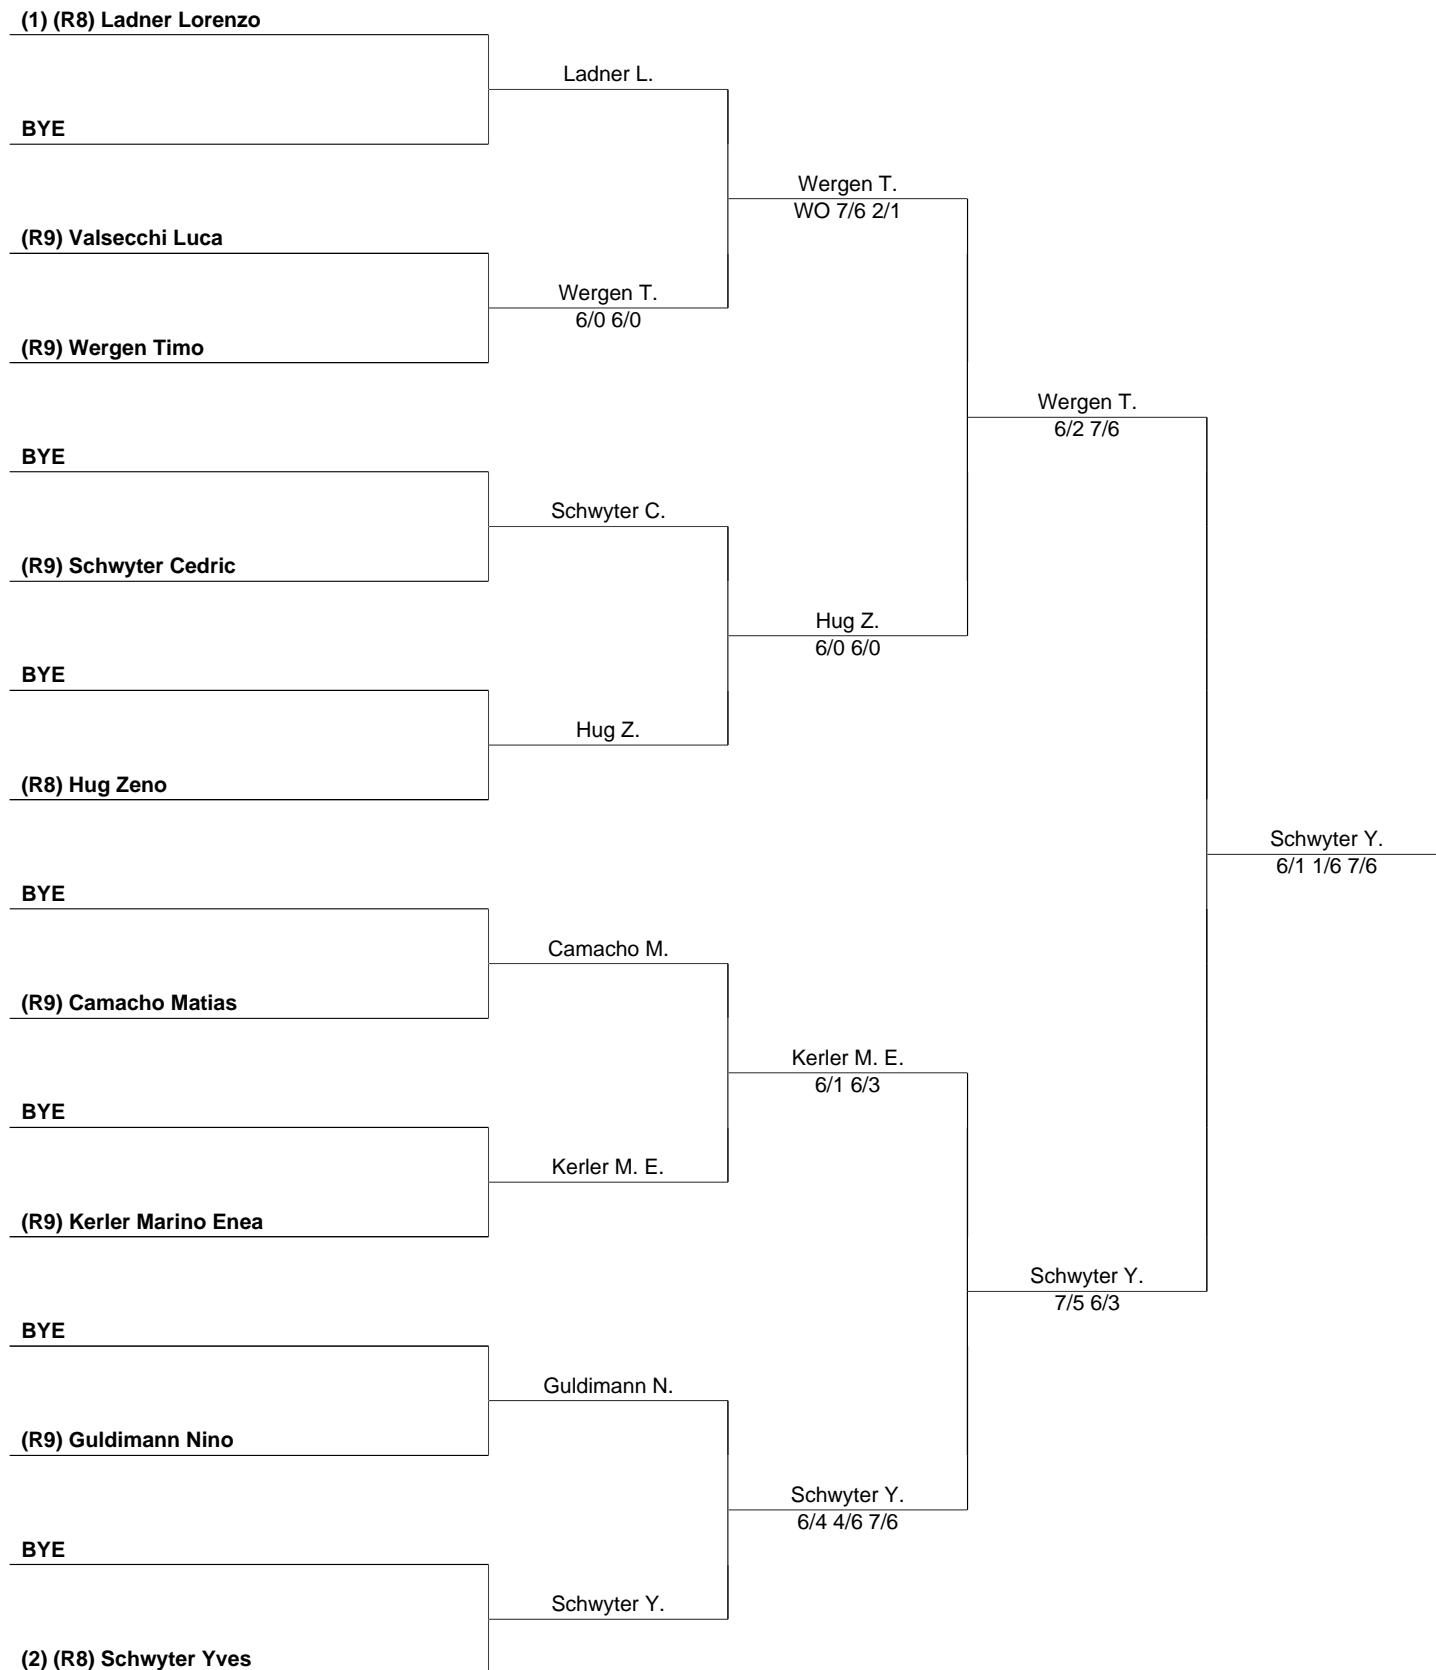 (1) (R8) Ladner Lorenzo
Ladner L.
BYE
Wergen T.
WO 7/6 2/1
(R9) Valsecchi Luca
Wergen T.
6/0 6/0
(R9) Wergen Timo
Wergen T.
6/2 7/6
BYE
Schwyter C.
(R9) Schwyter Cedric
Hug Z.
6/0 6/0
BYE
Hug Z.
(R8) Hug Zeno
Schwyter Y.
6/1 1/6 7/6
BYE
Camacho M.
(R9) Camacho Matias
Kerler M. E.
6/1 6/3
BYE
Kerler M. E.
(R9) Kerler Marino Enea
Schwyter Y.
7/5 6/3
BYE
Guldimann N.
(R9) Guldimann Nino
Schwyter Y.
6/4 4/6 7/6
BYE
Schwyter Y.
(2) (R8) Schwyter Yves